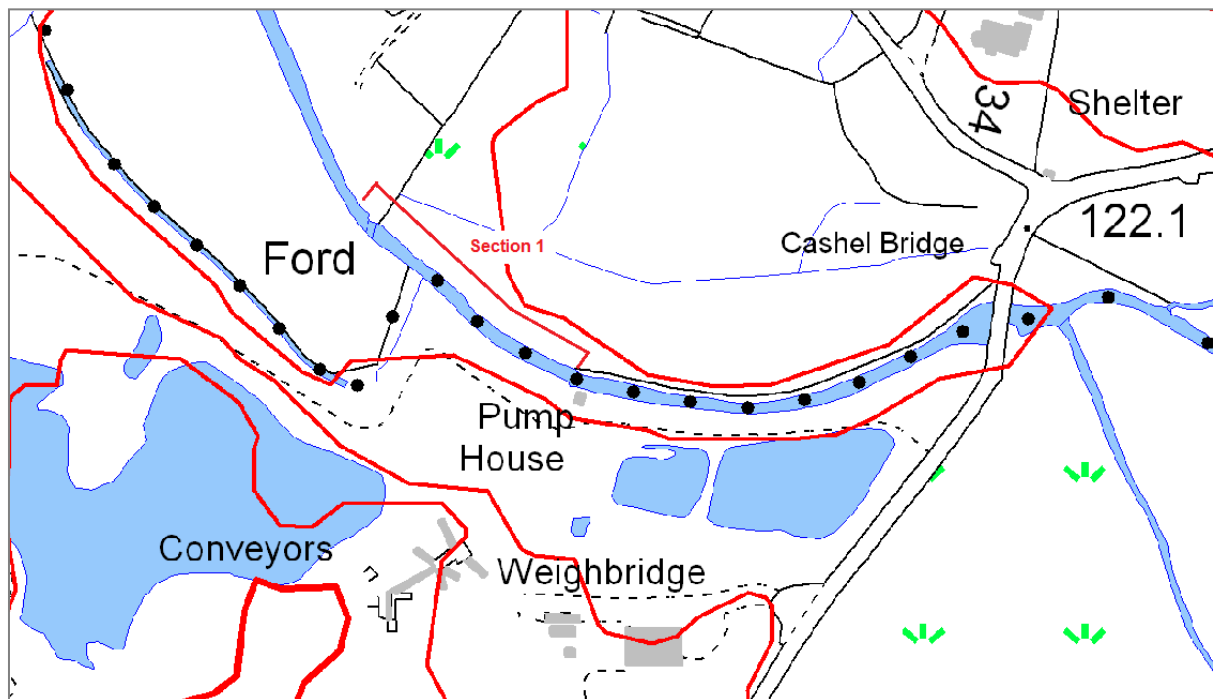 34
Shelter
122.1
Cashel Bridge
Section 1
Ford
Pump
House
Conveyors
Weighbridge